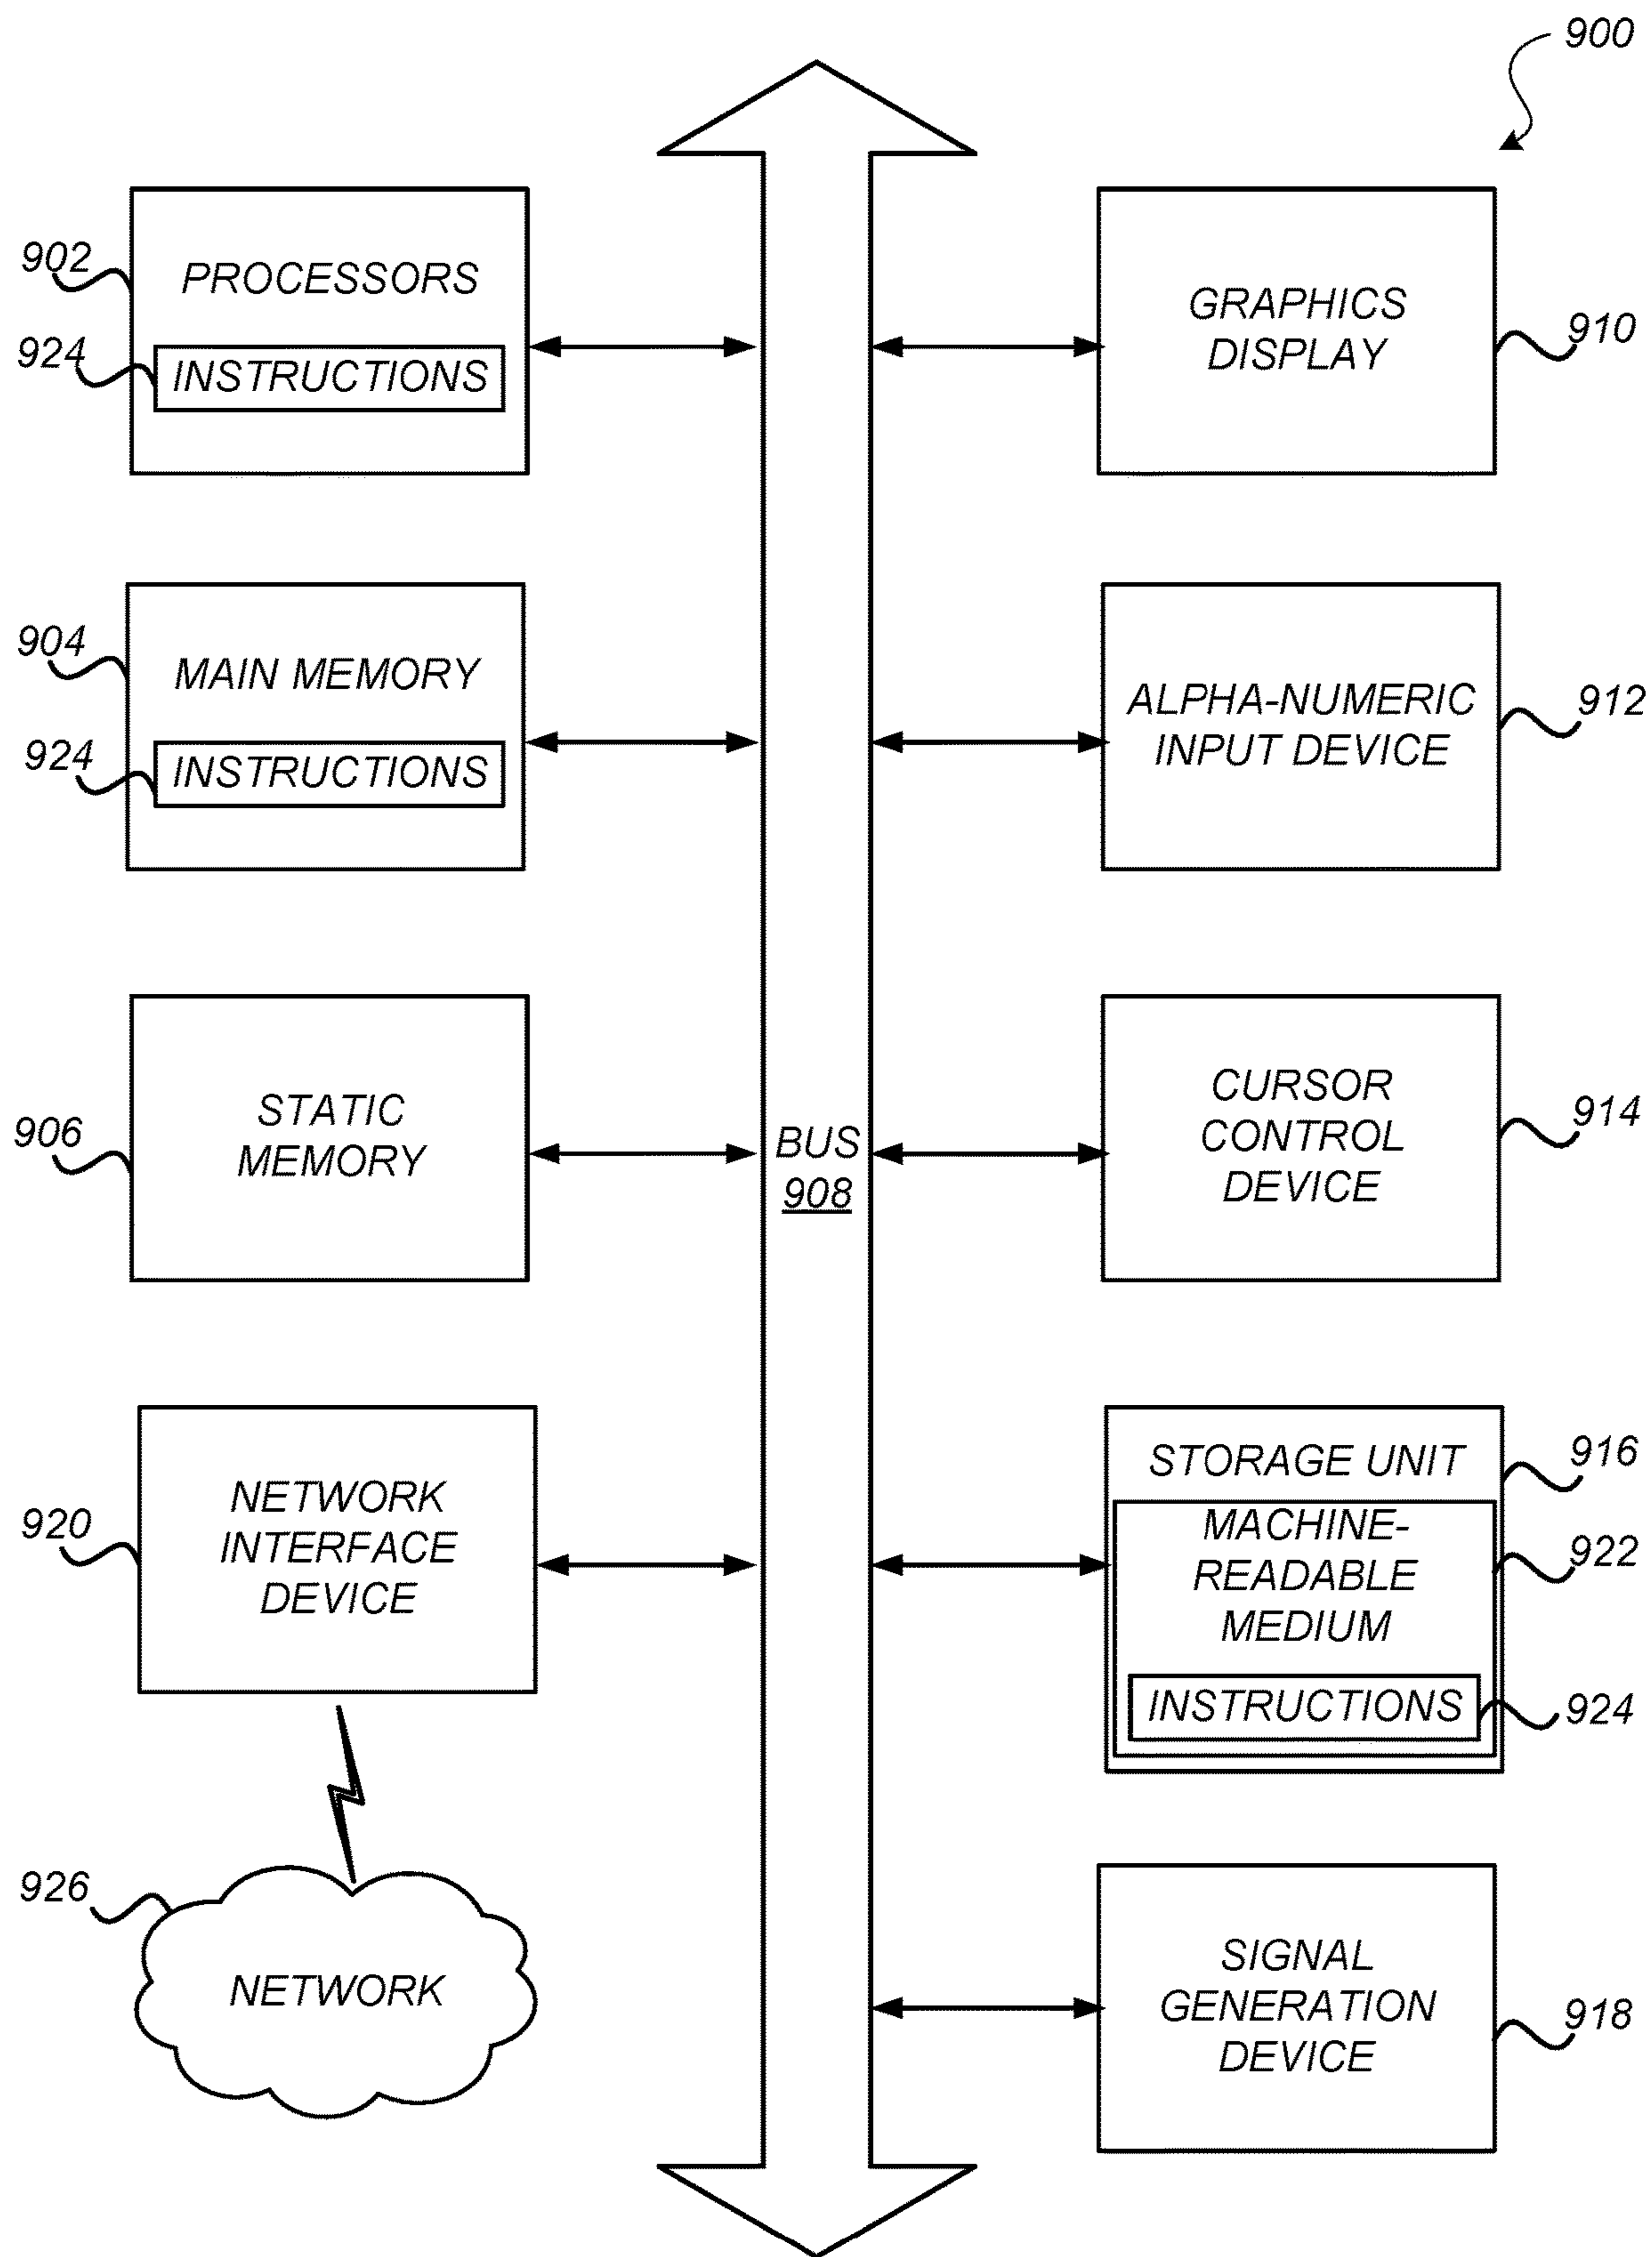 900
902
PROCESSORS
924
INSTRUCTIONS
GRAPHICS
DISPLAY
910
904
MAIN MEMORY
924
INSTRUCTIONS
ALPHA-NUMERIC
INPUT DEVICE
912
906
STATIC
MEMORY
BUS
908
CURSOR
CONTROL
DEVICE
914
920
NETWORK
INTERFACE
DEVICE
STORAGE UNIT
916
MACHINE-
READABLE
MEDIUM
922
INSTRUCTIONS
924
926
NETWORK
SIGNAL
GENERATION
DEVICE
918